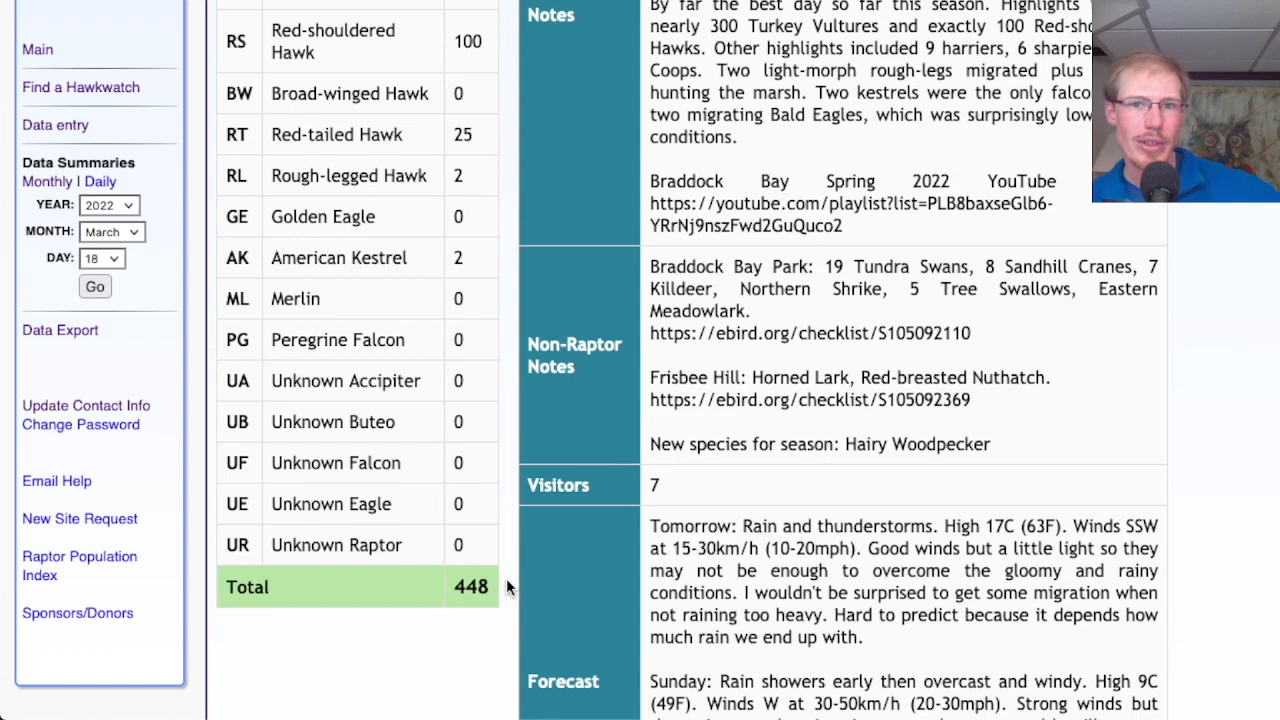 Main
Find a Hawkwatch
Data entry
Data Summaries
Monthly | Daily
YEAR: 2022
MONTH: March
DAY: 18
Go
Data Export
Update Contact Info
Change Password
Email Help
New Site Request
Raptor Population
Index
Sponsors/Donors
RS Red-shouldered Hawk 100
BW Broad-winged Hawk 0
RT Red-tailed Hawk 25
RL Rough-legged Hawk 2
GE Golden Eagle 0
AK American Kestrel 2
ML Merlin 0
PG Peregrine Falcon 0
UA Unknown Accipiter 0
UB Unknown Buteo 0
UF Unknown Falcon 0
UE Unknown Eagle 0
UR Unknown Raptor 0
Total 448
Notes
By far the best day so far this season. Highlights
nearly 300 Turkey Vultures and exactly 100
Hawks. Other highlights included 9 harriers, 6
Coops. Two light-morph rough-legs migrated plus
hunting the marsh. Two kestrels were the only
two migrating Bald Eagles, which was surprisingly low
conditions.
Braddock Bay Spring 2022 YouTube
https://youtube.com/playlist?list=PLB8baxseGlb6-
YRrNj9nszFwd2GuQuco2
Non-Raptor
Notes
Braddock Bay Park: 19 Tundra Swans, 8 Sandhill Cranes, 7
Killdeer, Northern Shrike, 5 Tree Swallows, Eastern
Meadowlark.
https://ebird.org/checklist/S105092110
Frisbee Hill: Horned Lark, Red-breasted Nuthatch.
https://ebird.org/checklist/S105092369
New species for season: Hairy Woodpecker
Visitors 7
Forecast
Tomorrow: Rain and thunderstorms. High 17C (63F). Winds SSW
at 15-30km/h (10-20mph). Good winds but a little light so they
may not be enough to overcome the gloomy and rainy
conditions. I wouldn't be surprised to get some migration when
not raining too heavy. Hard to predict because it depends how
much rain we end up with.
Sunday: Rain showers early then overcast and windy. High 9C
(49F). Winds W at 30-50km/h (20-30mph). Strong winds but